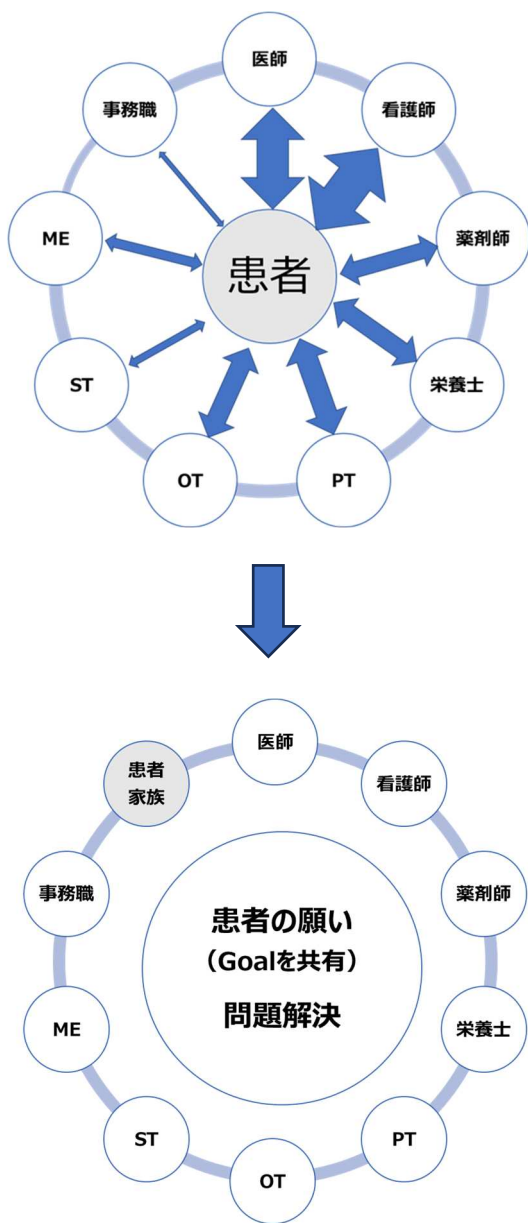 医師
看護師
薬剤師
栄養士
PT
OT
ST
ME
事務職
患者
医師
看護師
薬剤師
栄養士
PT
OT
ST
ME
事務職
患者
家族
患者の願い
（Goalを共有）
問題解決